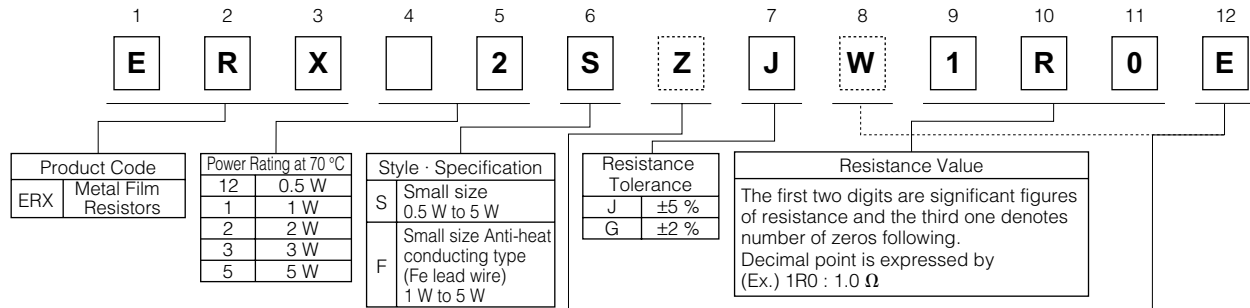 1 2 3 4 5 6 7 8 9 10 11 12
E R X 2 S Z J W 1 R 0 E
Product Code
ERX Metal Film
Resistors
Power Rating at 70 °C
12 0.5 W
1 1 W
2 2 W
3 3 W
5 5 W
Style · Specification
S Small size
0.5 W to 5 W
F Small size Anti-heat
conducting type
(Fe lead wire)
1 W to 5 W
Resistance
Tolerance
J ±5 %
G ±2 %
Resistance Value
The first two digits are significant figures
of resistance and the third one denotes
number of zeros following.
Decimal point is expressed by
(Ex.) 1R0 : 1.0 Ω